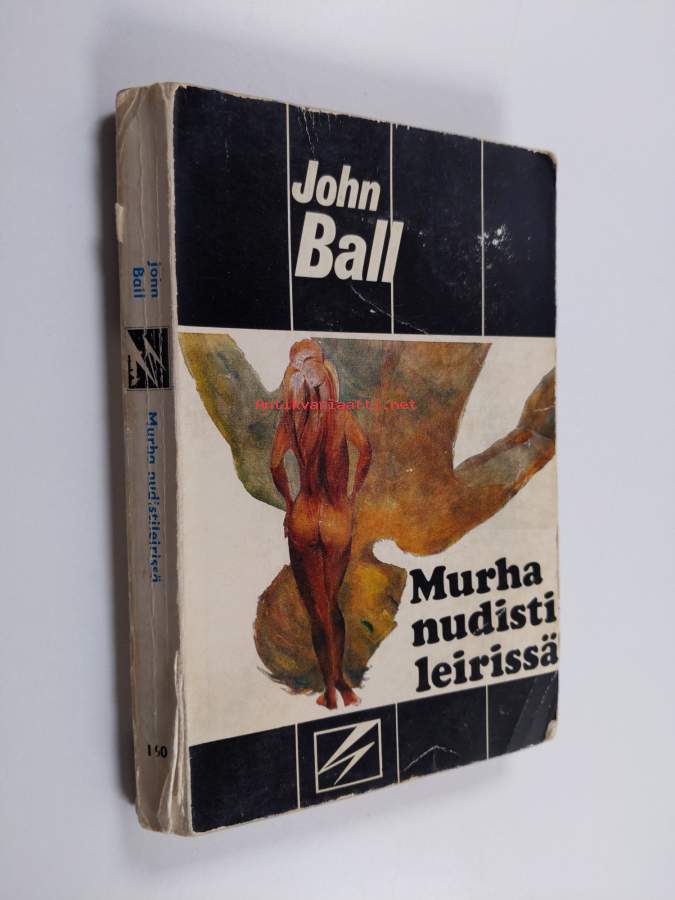 John
Ball
Murha
nudisti
leirissä
John
Ball
Murha nudistileirissä
150
Antikvariaatti.net